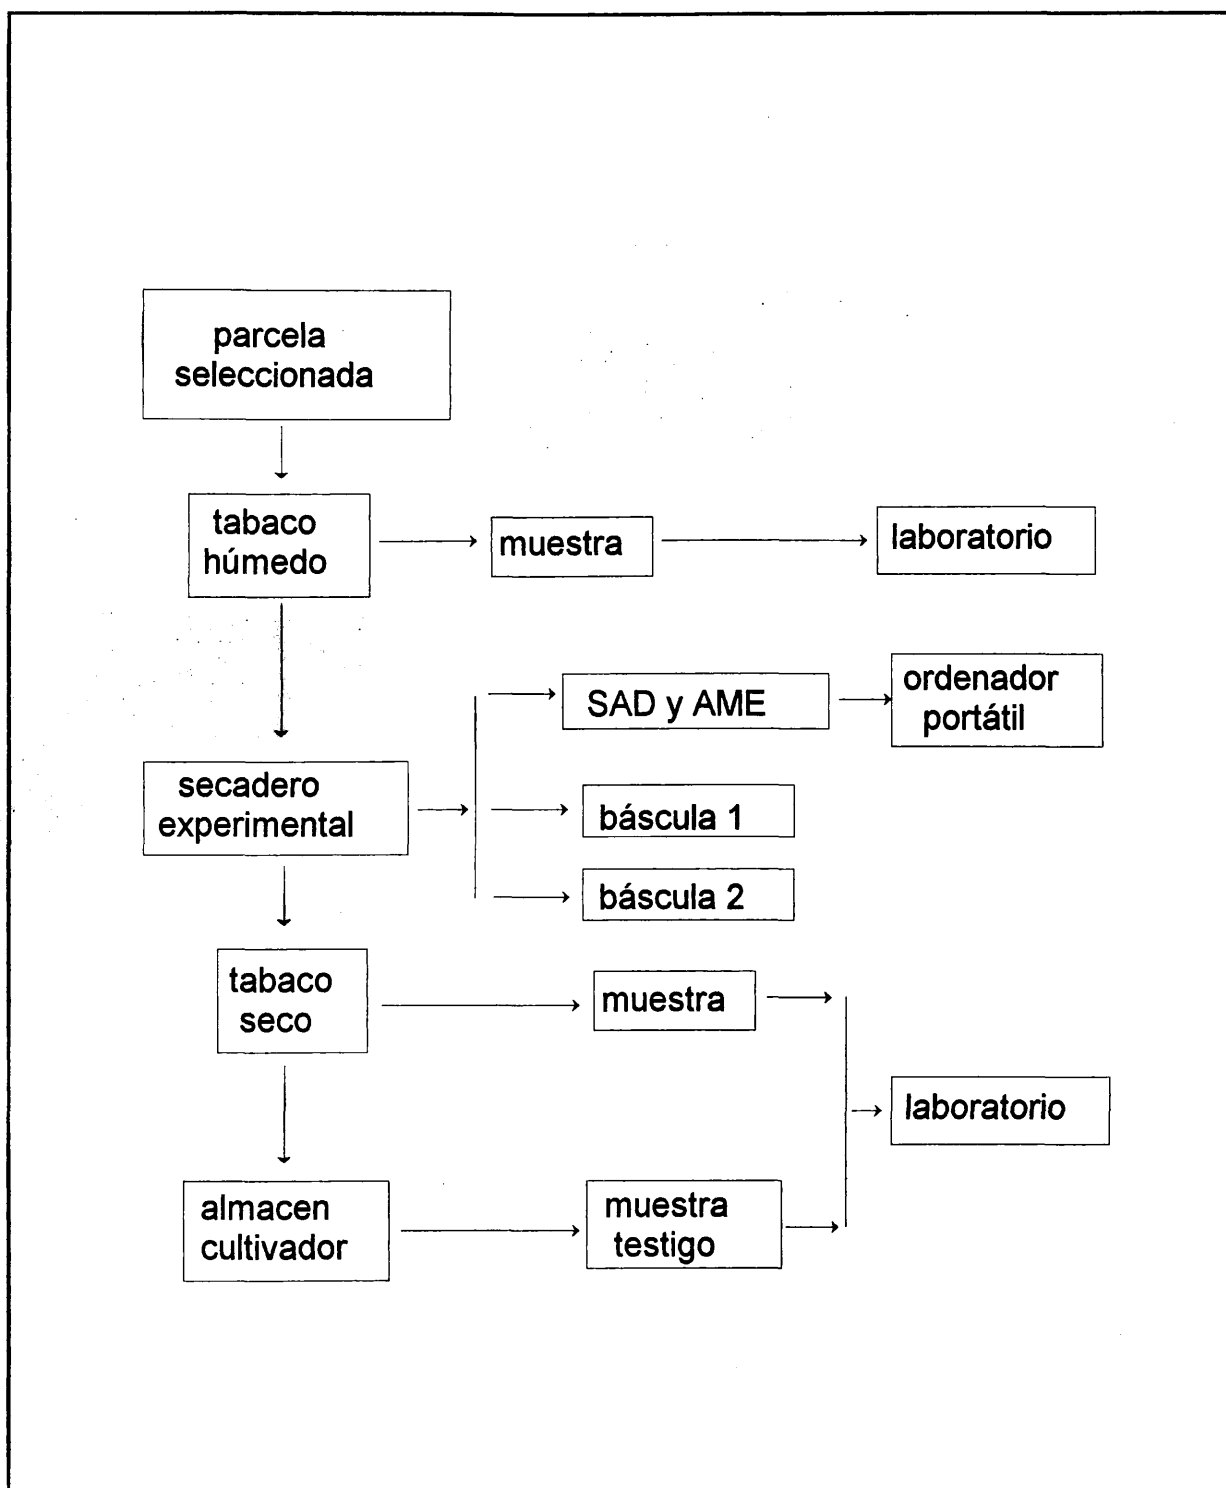 parcela
seleccionada
tabaco
húmedo
muestra
laboratorio
SAD y AME
ordenador
portátil
secadero
experimental
báscula 1
báscula 2
tabaco
seco
muestra
laboratorio
almacen
cultivador
muestra
testigo